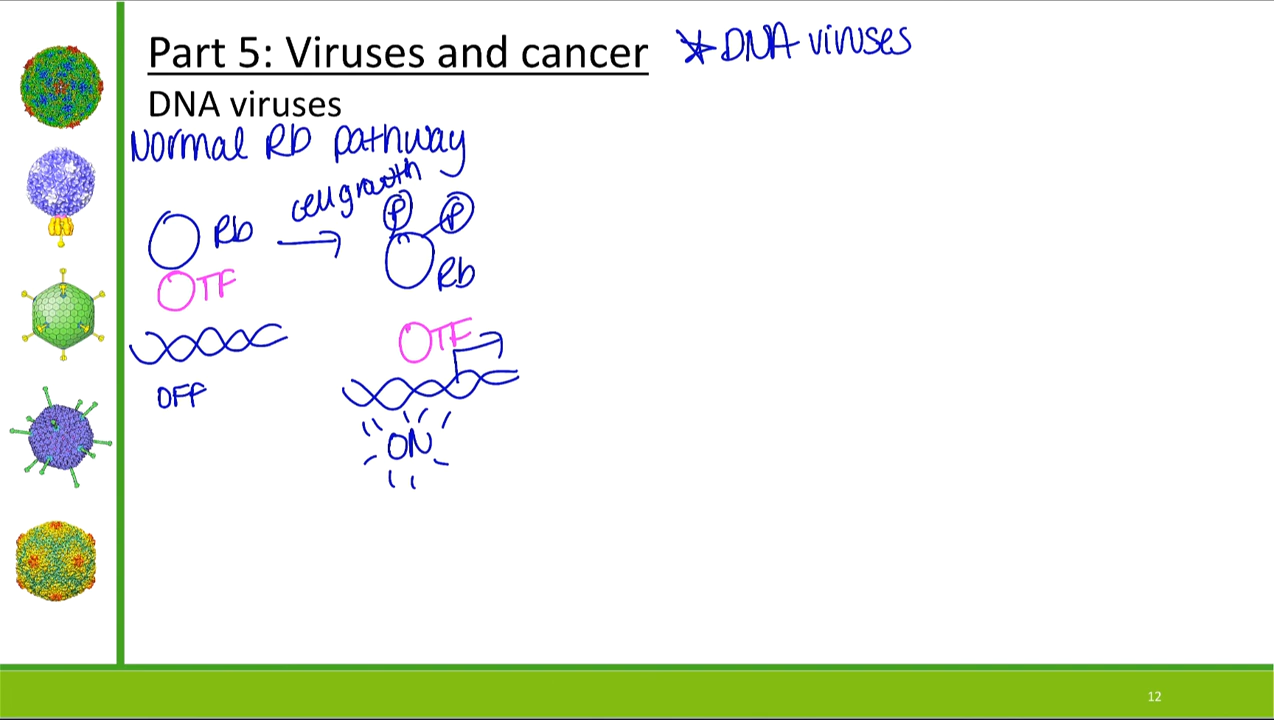 Part 5: Viruses and cancer
* DNA viruses
DNA viruses
Normal Rb pathway
cell growth
P P
Rb
Rb
TF
TF
OFF
ON
12